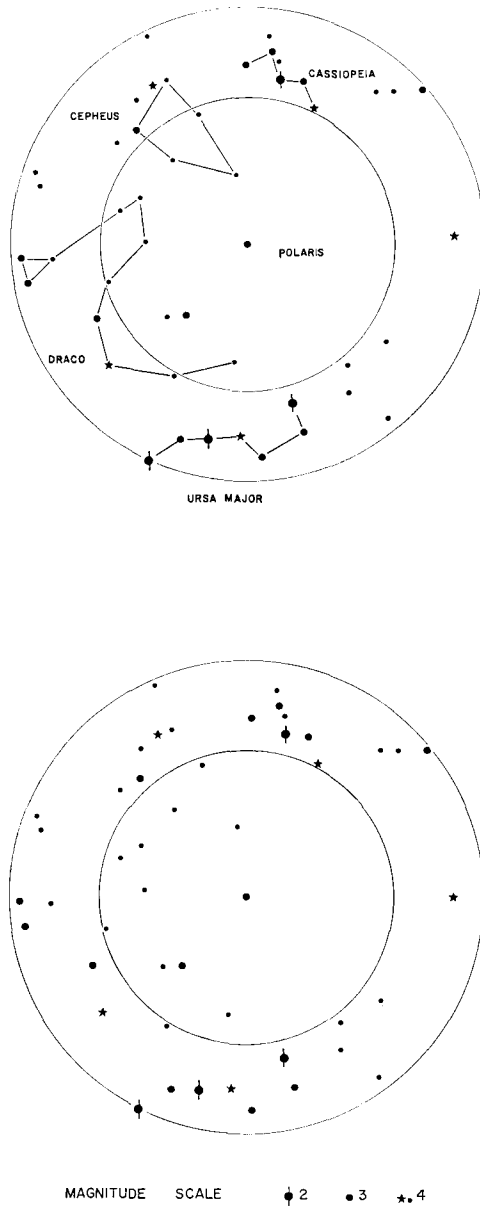 CASSIOPEIA
CEPHEUS
POLARIS
DRACO
URSA MAJOR
MAGNITUDE SCALE 2 3 4